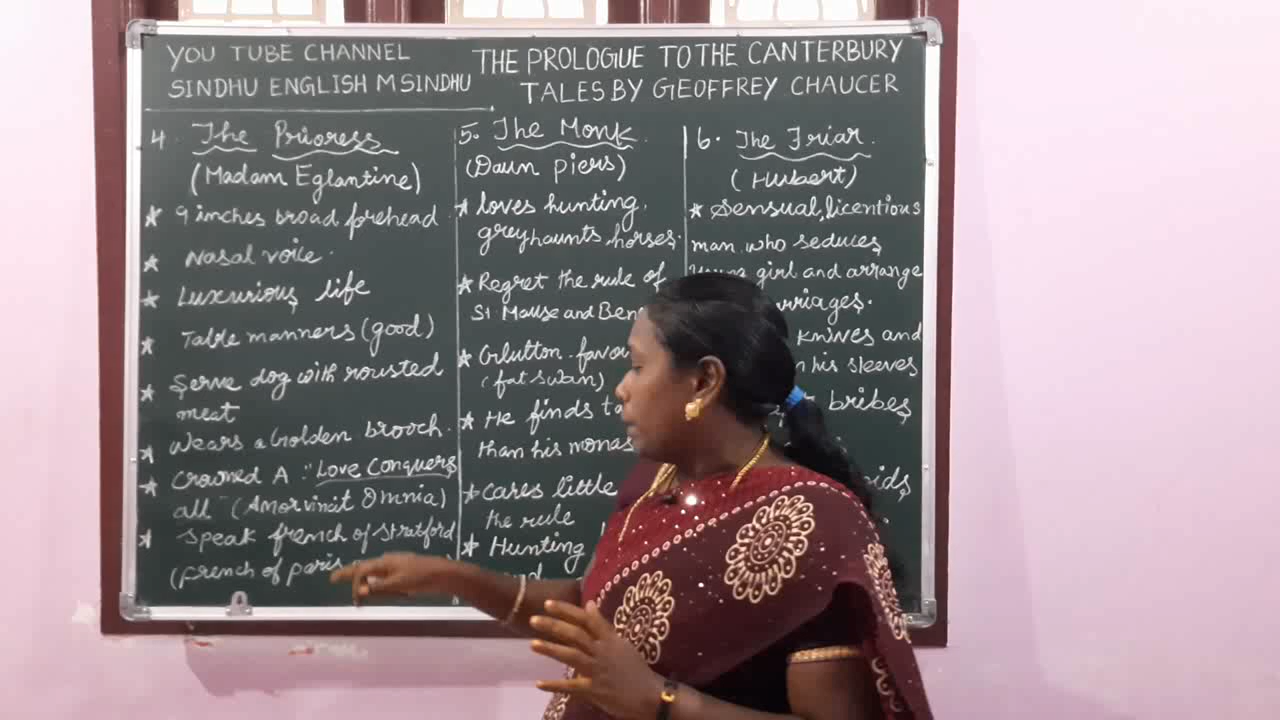 YOU TUBE CHANNEL
SINDHU ENGLISH M SINDHU
THE PROLOGUE TO THE CANTERBURY
TALES BY GEOFFREY CHAUCER
4. The Prioress
(Madam Eglantine)
* 9 inches broad forehead
* Nasal voice.
* Luxcurious life
* Table manners (good)
* Serve dog with rousted
meat
* Wears a Golden brooch.
* Crowned A "Love Conquers
all" (Amor vincit Omnia)
* Speak french of stratford
(french of paris
5. The Monk
(Daun piers)
* loves hunting,
greyhaunts, horses.
* Regret the rule of
St. Mause and Ben
* Glutton - favou
(fat swan)
* He finds
than his monas
* Cares little
the rule
* Hunting
6. The Friar.
(Hubert)
* Sensual, licentious
man, who seduces
young girl and arrange
knives and
his sleeves
bribes